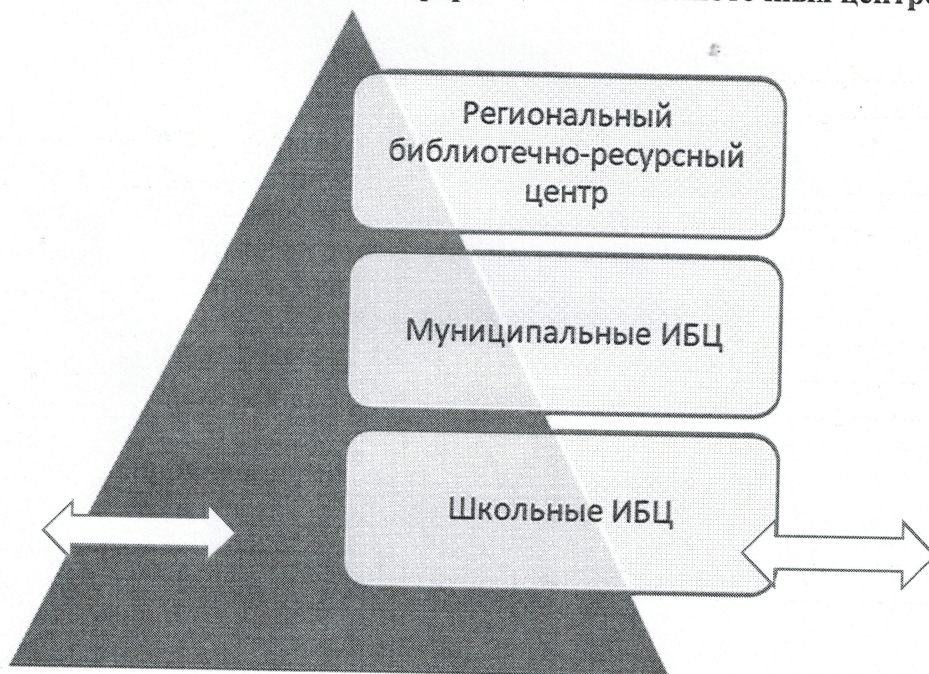 Региональный
библиотечно-ресурсный
центр
Муниципальные ИБЦ
Школьные ИБЦ